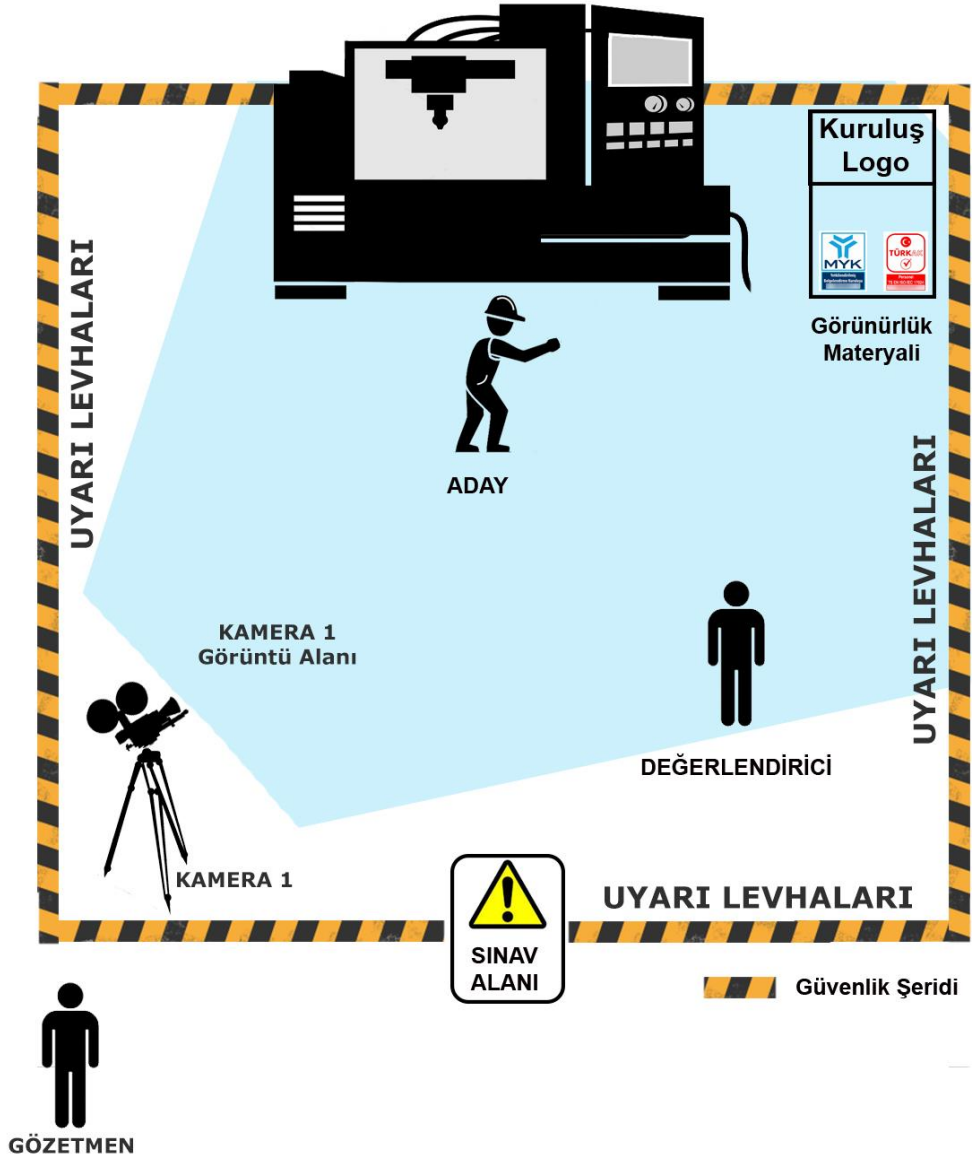 Kuruluş
Logo
MYK
TÜRKAK
Görünürlük
Materyali
UYARI LEVHALARI
UYARI LEVHALARI
ADAY
KAMERA 1
Görüntü Alanı
DEĞERLENDİRİCİ
KAMERA 1
UYARI LEVHALARI
SINAV
ALANI
Güvenlik Şeridi
GÖZETMEN